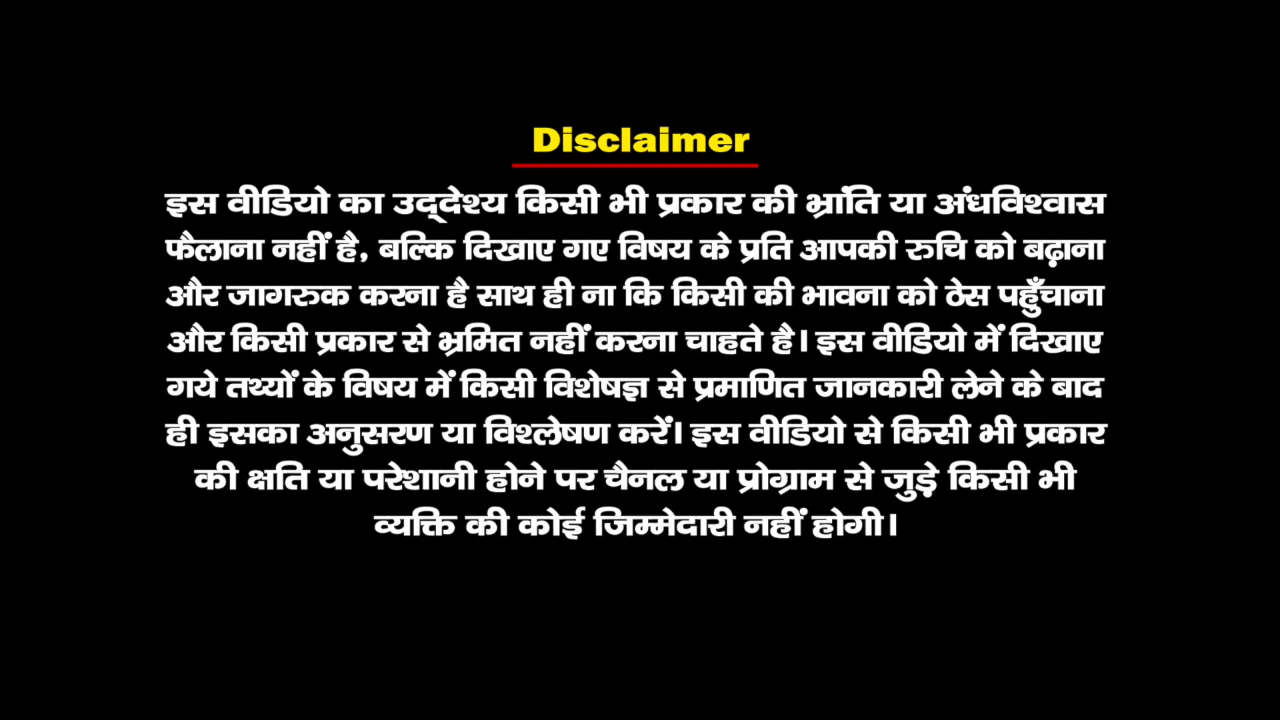 Disclaimer
इस वीडियो का उद्देश्य किसी भी प्रकार की भ्रांति या अंधविश्वास
फैलाना नहीं है, बल्कि दिखाए गए विषय के प्रति आपकी रुचि को बढ़ाना
और जागरुक करना है साथ ही ना कि किसी की भावना को ठेस पहुँचाना
और किसी प्रकार से भ्रमित नहीं करना चाहते है। इस वीडियो में दिखाए
गये तथ्यों के विषय में किसी विशेषज्ञ से प्रमाणित जानकारी लेने के बाद
ही इसका अनुसरण या विश्लेषण करें। इस वीडियो से किसी भी प्रकार
की क्षति या परेशानी होने पर चैनल या प्रोग्राम से जुड़े किसी भी
व्यक्ति की कोई जिम्मेदारी नहीं होगी।